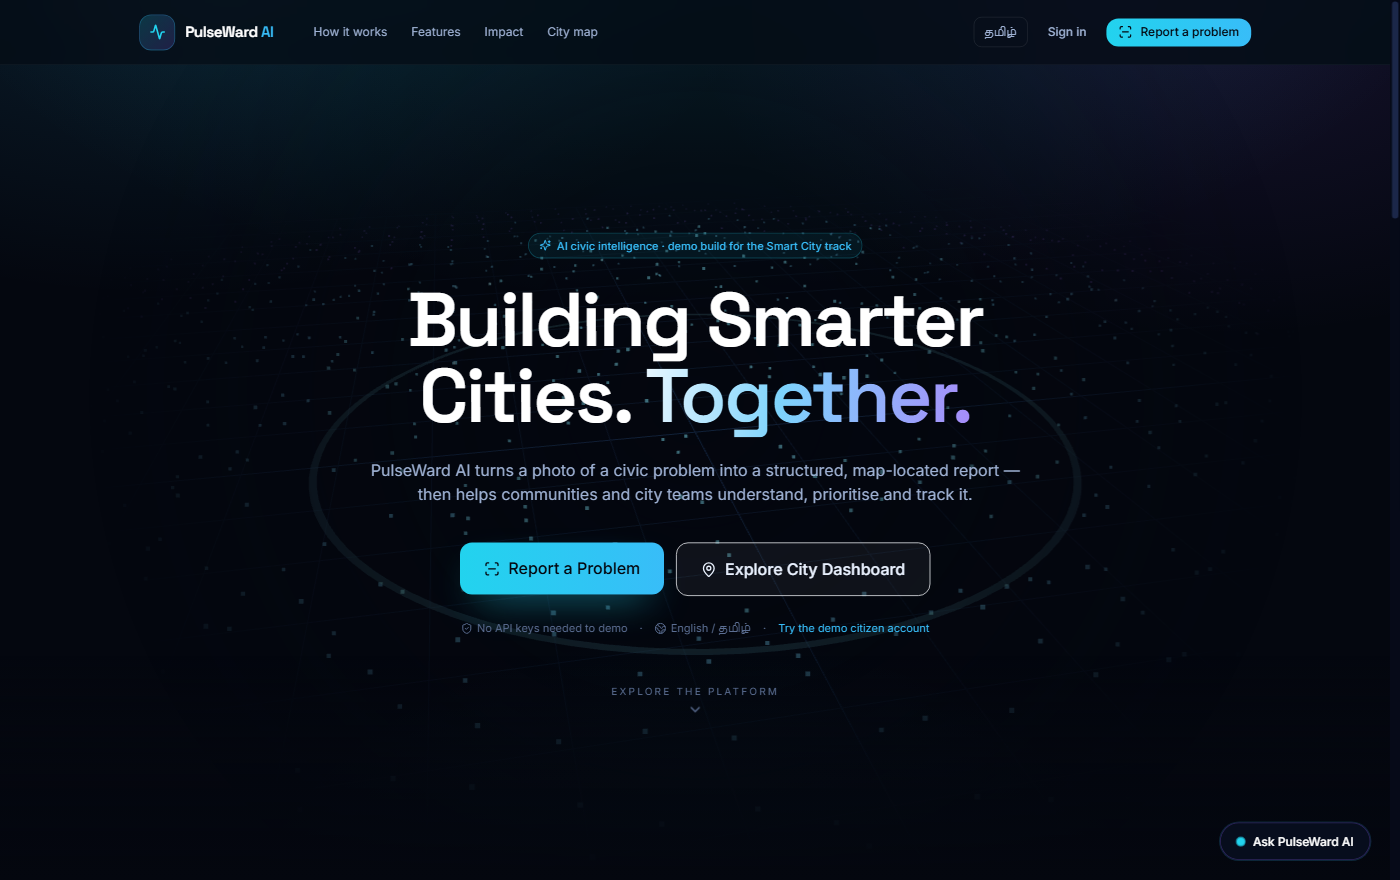 PulseWard AI
How it works
Features
Impact
City map
தமிழ்
Sign in
Report a problem
AI civic intelligence · demo build for the Smart City track
Building Smarter
Cities. Together.
PulseWard AI turns a photo of a civic problem into a structured, map-located report —
then helps communities and city teams understand, prioritise and track it.
Report a Problem
Explore City Dashboard
No API keys needed to demo · English / தமிழ் · Try the demo citizen account
EXPLORE THE PLATFORM
Ask PulseWard AI